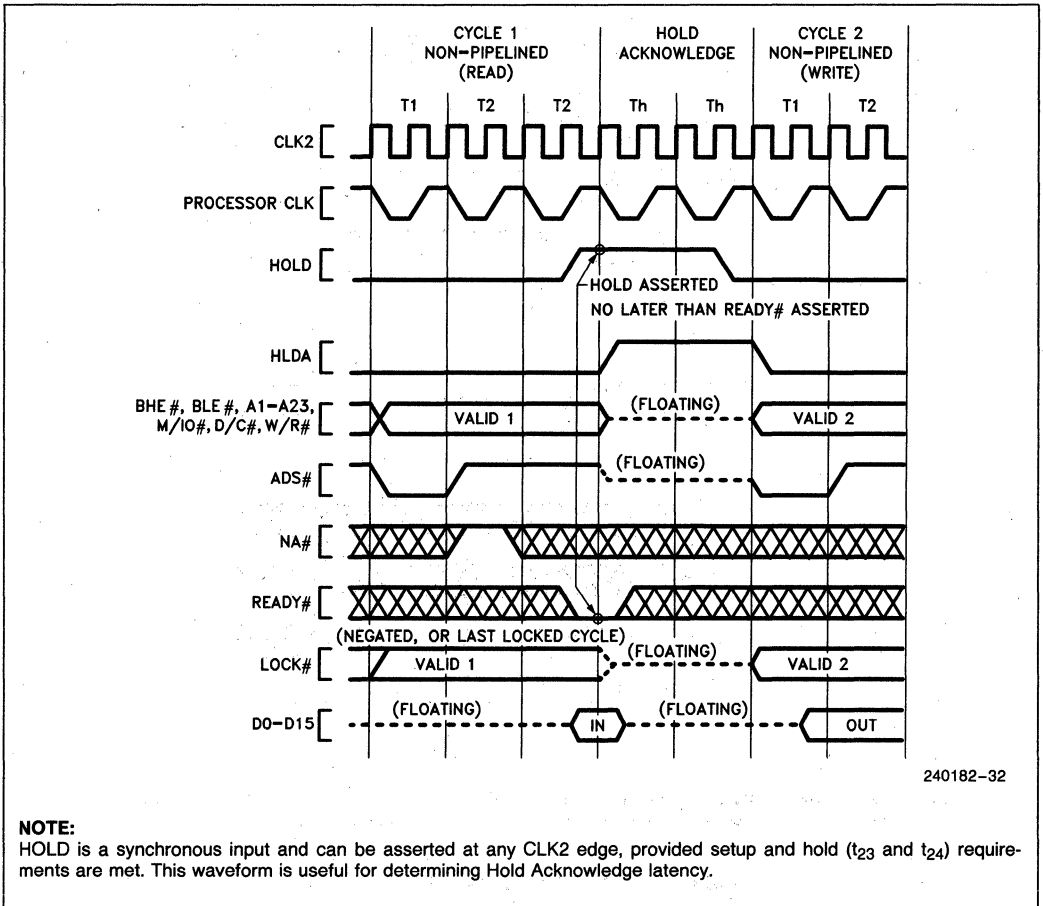 CYCLE 1
NON-PIPELINED
(READ)
HOLD
ACKNOWLEDGE
CYCLE 2
NON-PIPELINED
(WRITE)
T1 T2 T2 Th Th T1 T2
CLK2
PROCESSOR CLK
HOLD
HOLD ASSERTED
NO LATER THAN READY# ASSERTED
HLDA
BHE#, BLE#, A1-A23,
M/IO#, D/C#, W/R#
VALID 1
(FLOATING)
VALID 2
ADS#
(FLOATING)
NA#
READY#
(NEGATED, OR LAST LOCKED CYCLE)
LOCK#
VALID 1
(FLOATING)
VALID 2
D0-D15
(FLOATING)
IN
(FLOATING)
OUT
240182-32
NOTE:
HOLD is a synchronous input and can be asserted at any CLK2 edge, provided setup and hold (t23 and t24) require-
ments are met. This waveform is useful for determining Hold Acknowledge latency.